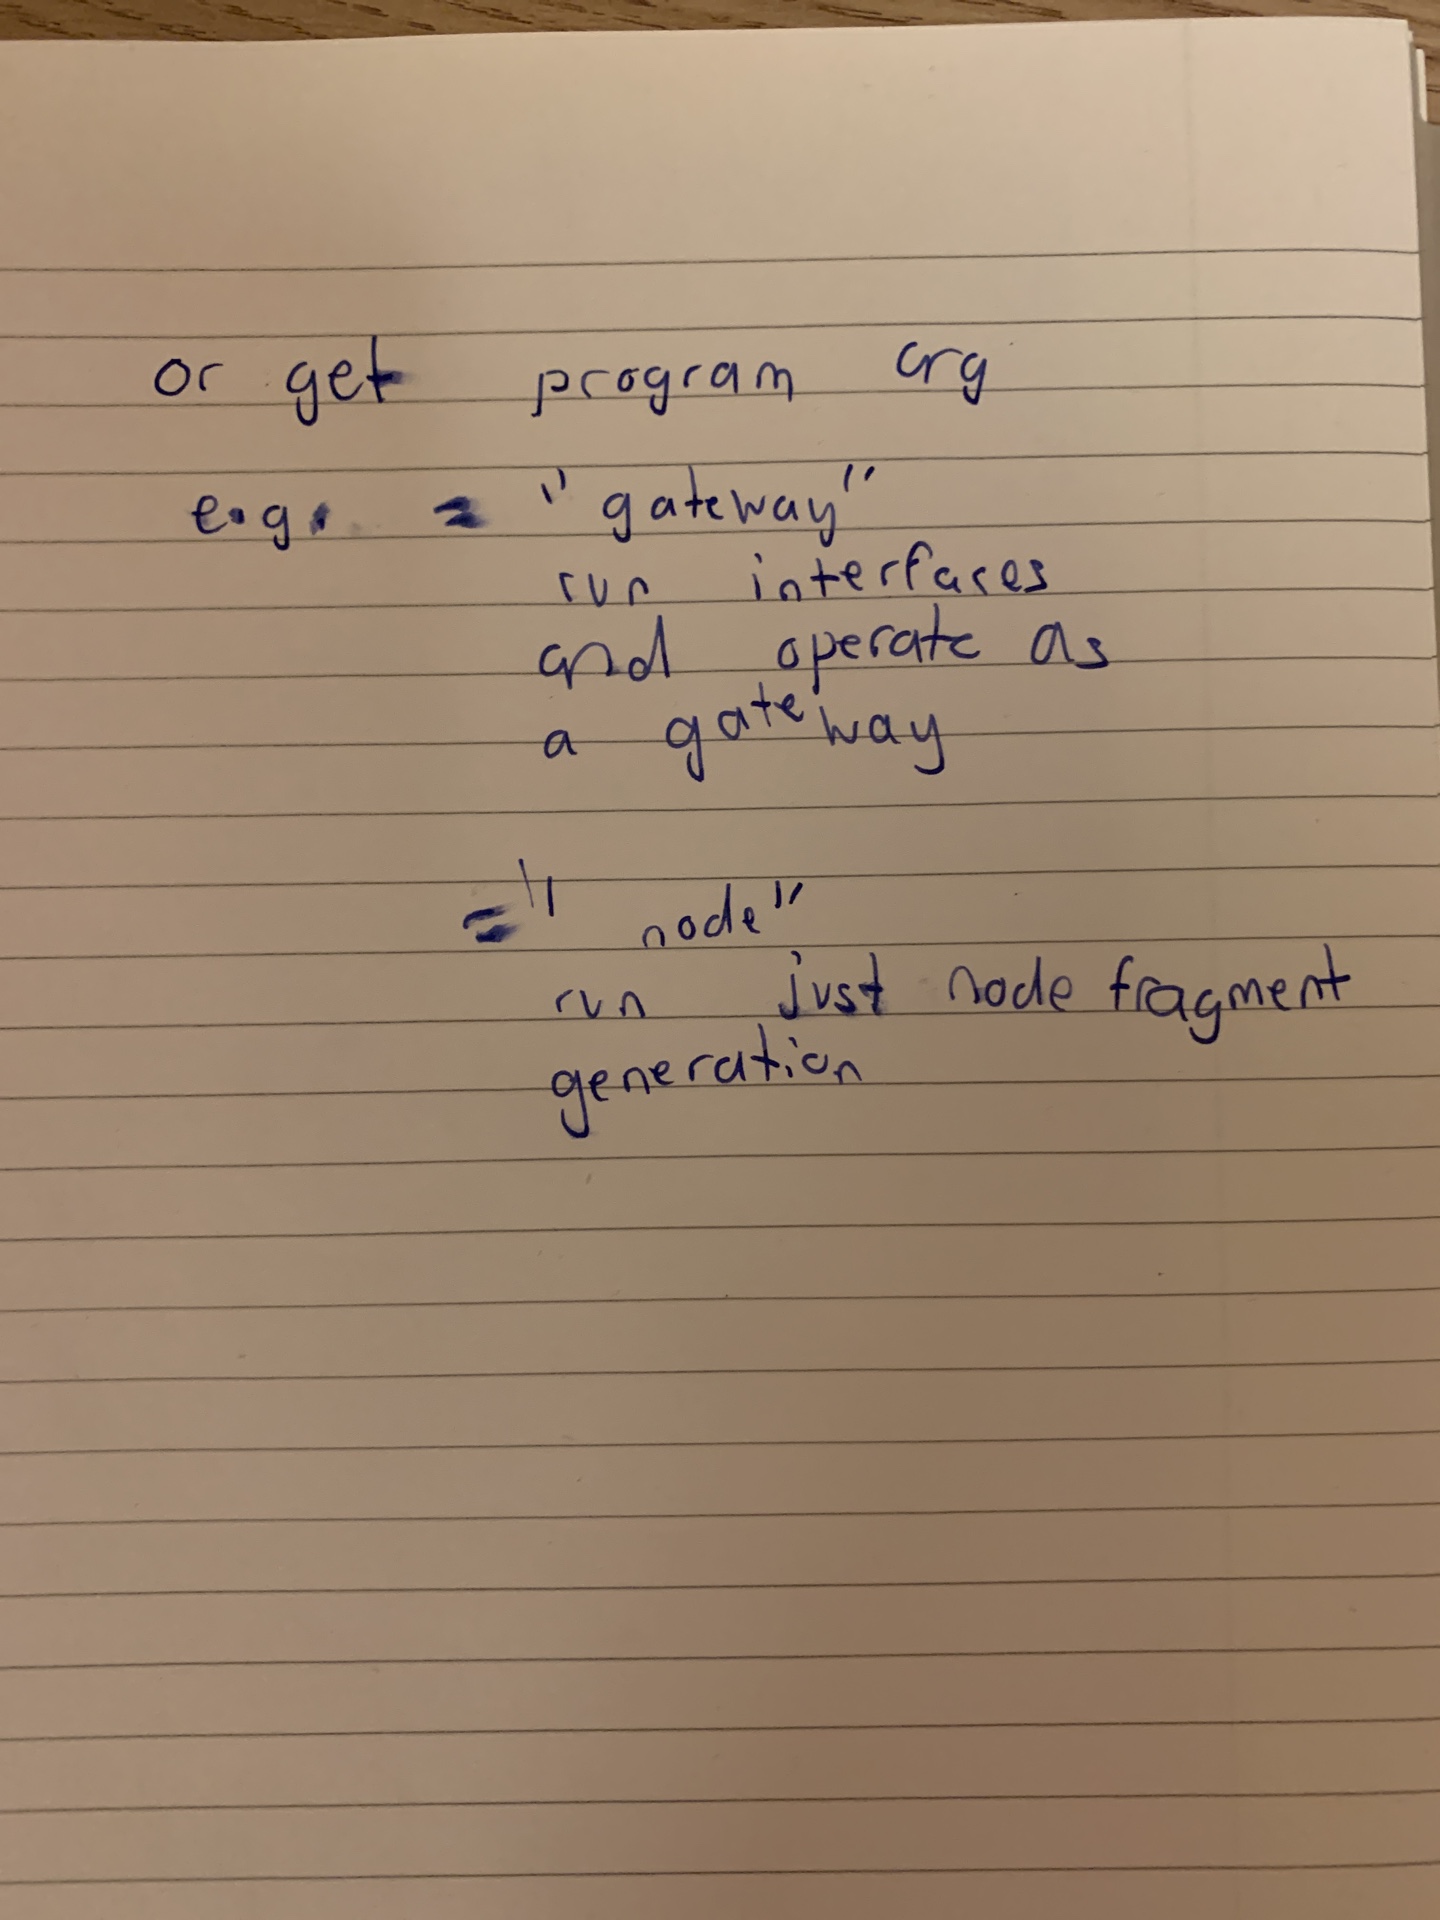 or get program arg
e.g. = "gateway"
run interfaces
and operate as
a gateway
=" node"
run just node fragment
generation